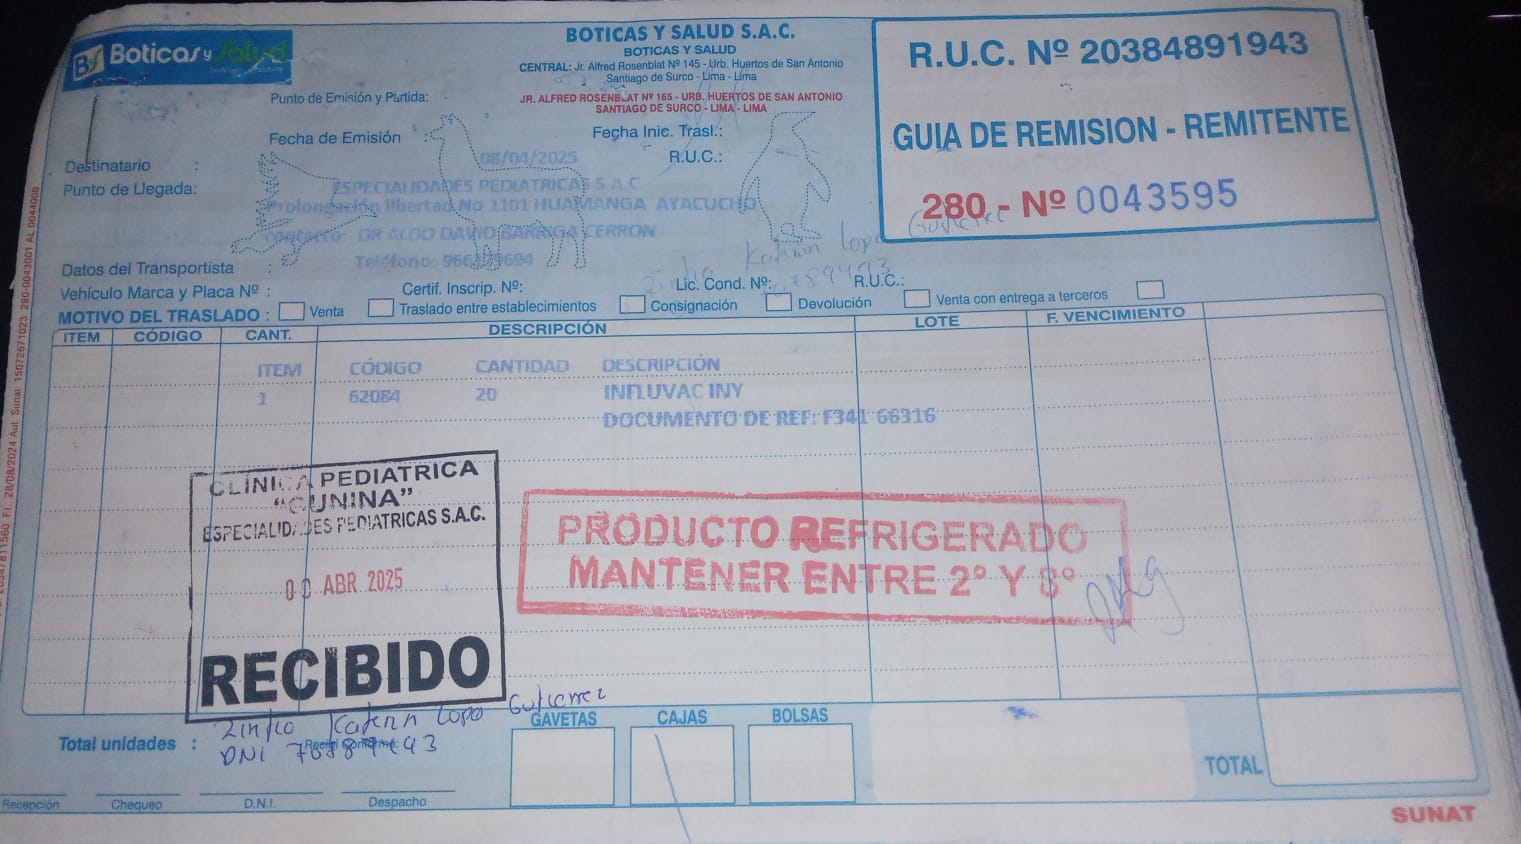 Boticas y Salud
BOTICAS Y SALUD S.A.C.
BOTICAS Y SALUD
CENTRAL: Jr. Alfred Rosenblat Nº 145 - Urb. Huertos de San Antonio
Santiago de Surco - Lima - Lima
Punto de Emisión y Partida:
JR. ALFRED ROSENBLAT Nº 165 - URB. HUERTOS DE SAN ANTONIO
SANTIAGO DE SURCO - LIMA - LIMA
R.U.C. Nº 20384891943
GUIA DE REMISION - REMITENTE
280 - Nº 0043595
Fecha de Emisión :
Fecha Inic. Trasl.:
08/04/2025
Destinatario :
R.U.C.:
Punto de Llegada:
ESPECIALIDADES PEDIATRICAS S.A.C
Prolongación libertad No 1101 HUAMANGA AYACUCHO
contacto: DR ALDO DAVID BARRIGA CERRON
Teléfono:
Datos del Transportista :
Vehículo Marca y Placa Nº :
Certif. Inscrip. Nº:
Lic. Cond. Nº:
R.U.C.:
MOTIVO DEL TRASLADO : Venta Traslado entre establecimientos Consignación Devolución Venta con entrega a terceros
ITEM CÓDIGO CANT. DESCRIPCIÓN LOTE F. VENCIMIENTO
ITEM CÓDIGO CANTIDAD DESCRIPCIÓN
1 62084 20 INFLUVAC INY
DOCUMENTO DE REF: F341 66316
CLINICA PEDIATRICA
"CUNINA"
ESPECIALIDADES PEDIATRICAS S.A.C.
ABR. 2025
RECIBIDO
PRODUCTO REFRIGERADO
MANTENER ENTRE 2º Y 8º
Katerin Lopo Gutierrez
DNI
Total unidades :
Recibí Conforme:
GAVETAS CAJAS BOLSAS
TOTAL
Recepción Chequeo D.N.I. Despacho
SUNAT